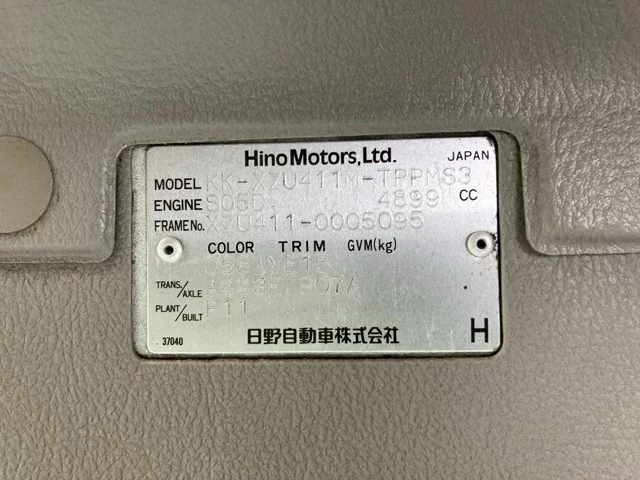 Hino Motors, Ltd. JAPAN
MODEL KK-XZU411M-TPPMS3
ENGINE S05D. 4899 CC
FRAME No. XZU411-0005095
COLOR TRIM GVM(kg)
TRANS./AXLE
PLANT/BUILT P11
37040 日野自動車株式会社 H